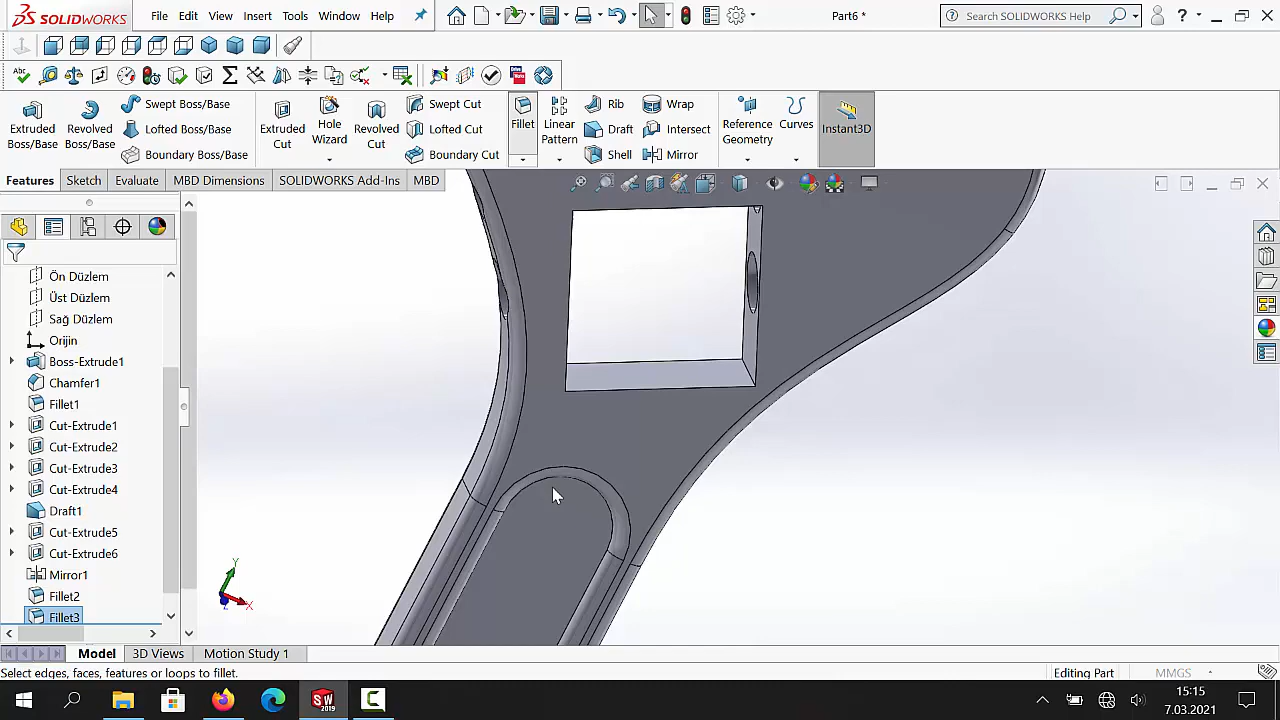 SOLIDWORKS File Edit View Insert Tools Window Help Part6 * Search SOLIDWORKS Help
Extruded Boss/Base
Revolved Boss/Base
Swept Boss/Base
Lofted Boss/Base
Boundary Boss/Base
Extruded Cut
Hole Wizard
Revolved Cut
Swept Cut
Lofted Cut
Boundary Cut
Fillet
Linear Pattern
Rib
Draft
Shell
Wrap
Intersect
Mirror
Reference Geometry
Curves
Instant3D
Features Sketch Evaluate MBD Dimensions SOLIDWORKS Add-Ins MBD
Ön Düzlem
Üst Düzlem
Sağ Düzlem
Orijin
Boss-Extrude1
Chamfer1
Fillet1
Cut-Extrude1
Cut-Extrude2
Cut-Extrude3
Cut-Extrude4
Draft1
Cut-Extrude5
Cut-Extrude6
Mirror1
Fillet2
Fillet3
Y
X
Z
Model 3D Views Motion Study 1
Select edges, faces, features or loops to fillet. Editing Part MMGS
15:15
7.03.2021